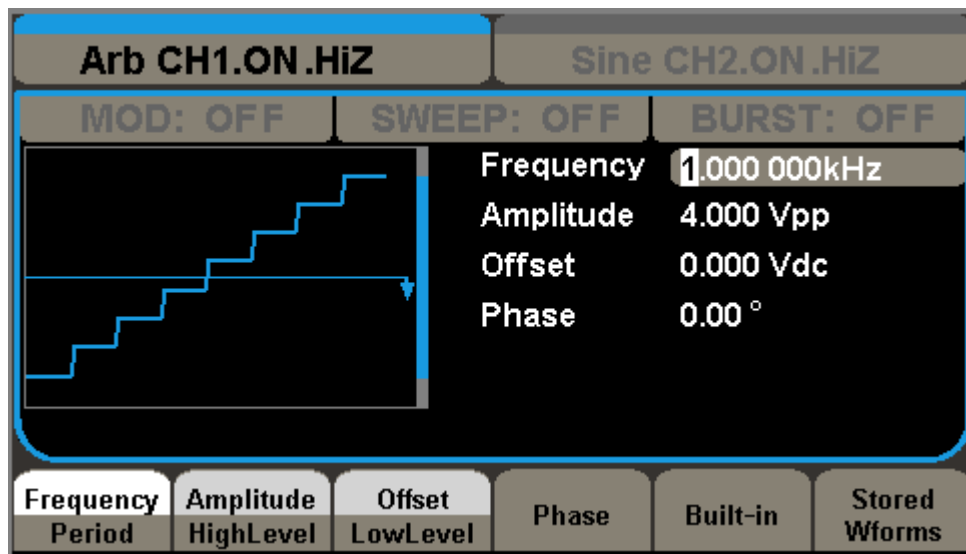 Arb CH1.ON.HiZ
Sine CH2.ON.HiZ
MOD: OFF
SWEEP: OFF
BURST: OFF
Frequency 1.000 000kHz
Amplitude 4.000 Vpp
Offset 0.000 Vdc
Phase 0.00 °
Frequency
Period
Amplitude
HighLevel
Offset
LowLevel
Phase
Built-in
Stored
Wforms